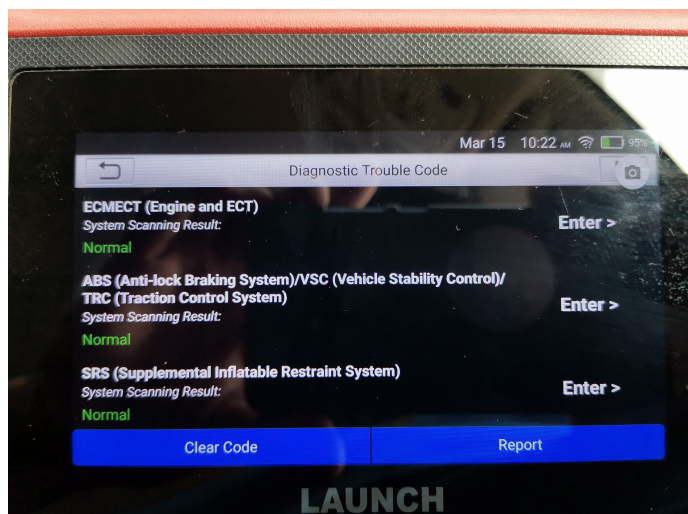 Mar 15 10:22 AM 95%
Diagnostic Trouble Code
ECMECT (Engine and ECT)
System Scanning Result:
Enter >
Normal
ABS (Anti-lock Braking System)/VSC (Vehicle Stability Control)/
TRC (Traction Control System)
Enter >
System Scanning Result:
Normal
SRS (Supplemental Inflatable Restraint System)
System Scanning Result:
Enter >
Normal
Clear Code Report
LAUNCH